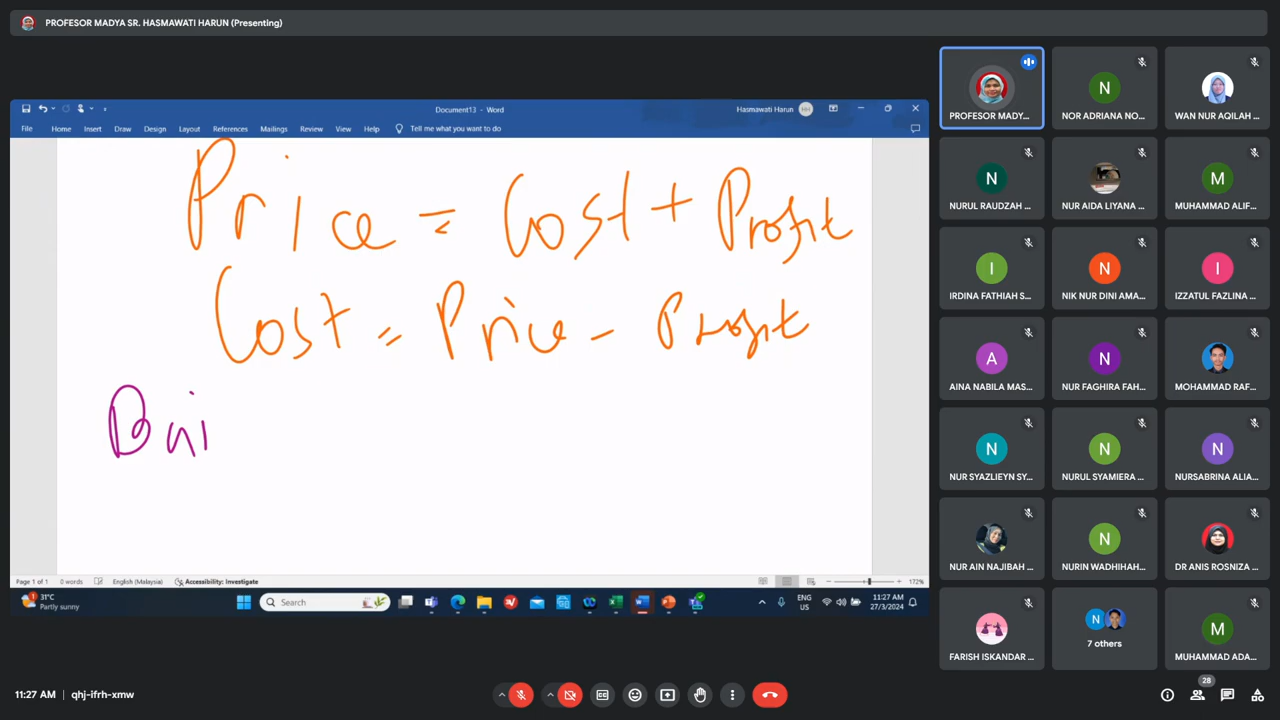 PROFESOR MADYA SR. HASMAWATI HARUN (Presenting)
Document13 - Word
Hasmawati Harun
HH
File Home Insert Draw Design Layout References Mailings Review View Help Tell me what you want to do
Price = Cost + Profit
Cost = Price - Profit
Page 1 of 1 0 words English (Malaysia) Accessibility: Investigate 172%
1
31°C
Partly sunny
Search
ENG
US
11:27 AM
27/3/2024
PROFESOR MADY...
N
NOR ADRIANA NO...
WAN NUR AQILAH ...
N
NURUL RAUDZAH ...
NUR AIDA LIYANA ...
M
MUHAMMAD ALIF...
I
IRDINA FATHIAH S...
N
NIK NUR DINI AMA...
I
IZZATUL FAZLINA ...
A
AINA NABILA MAS...
N
NUR FAGHIRA FAH...
MOHAMMAD RAF...
N
NUR SYAZLIEYN SY...
N
NURUL SYAMIERA ...
N
NURSABRINA ALIA...
NUR AIN NAJIBAH ...
N
NURIN WADHIHAH...
DR ANIS ROSNIZA ...
FARISH ISKANDAR ...
N
7 others
M
MUHAMMAD ADA...
11:27 AM | qhj-ifrh-xmw
28